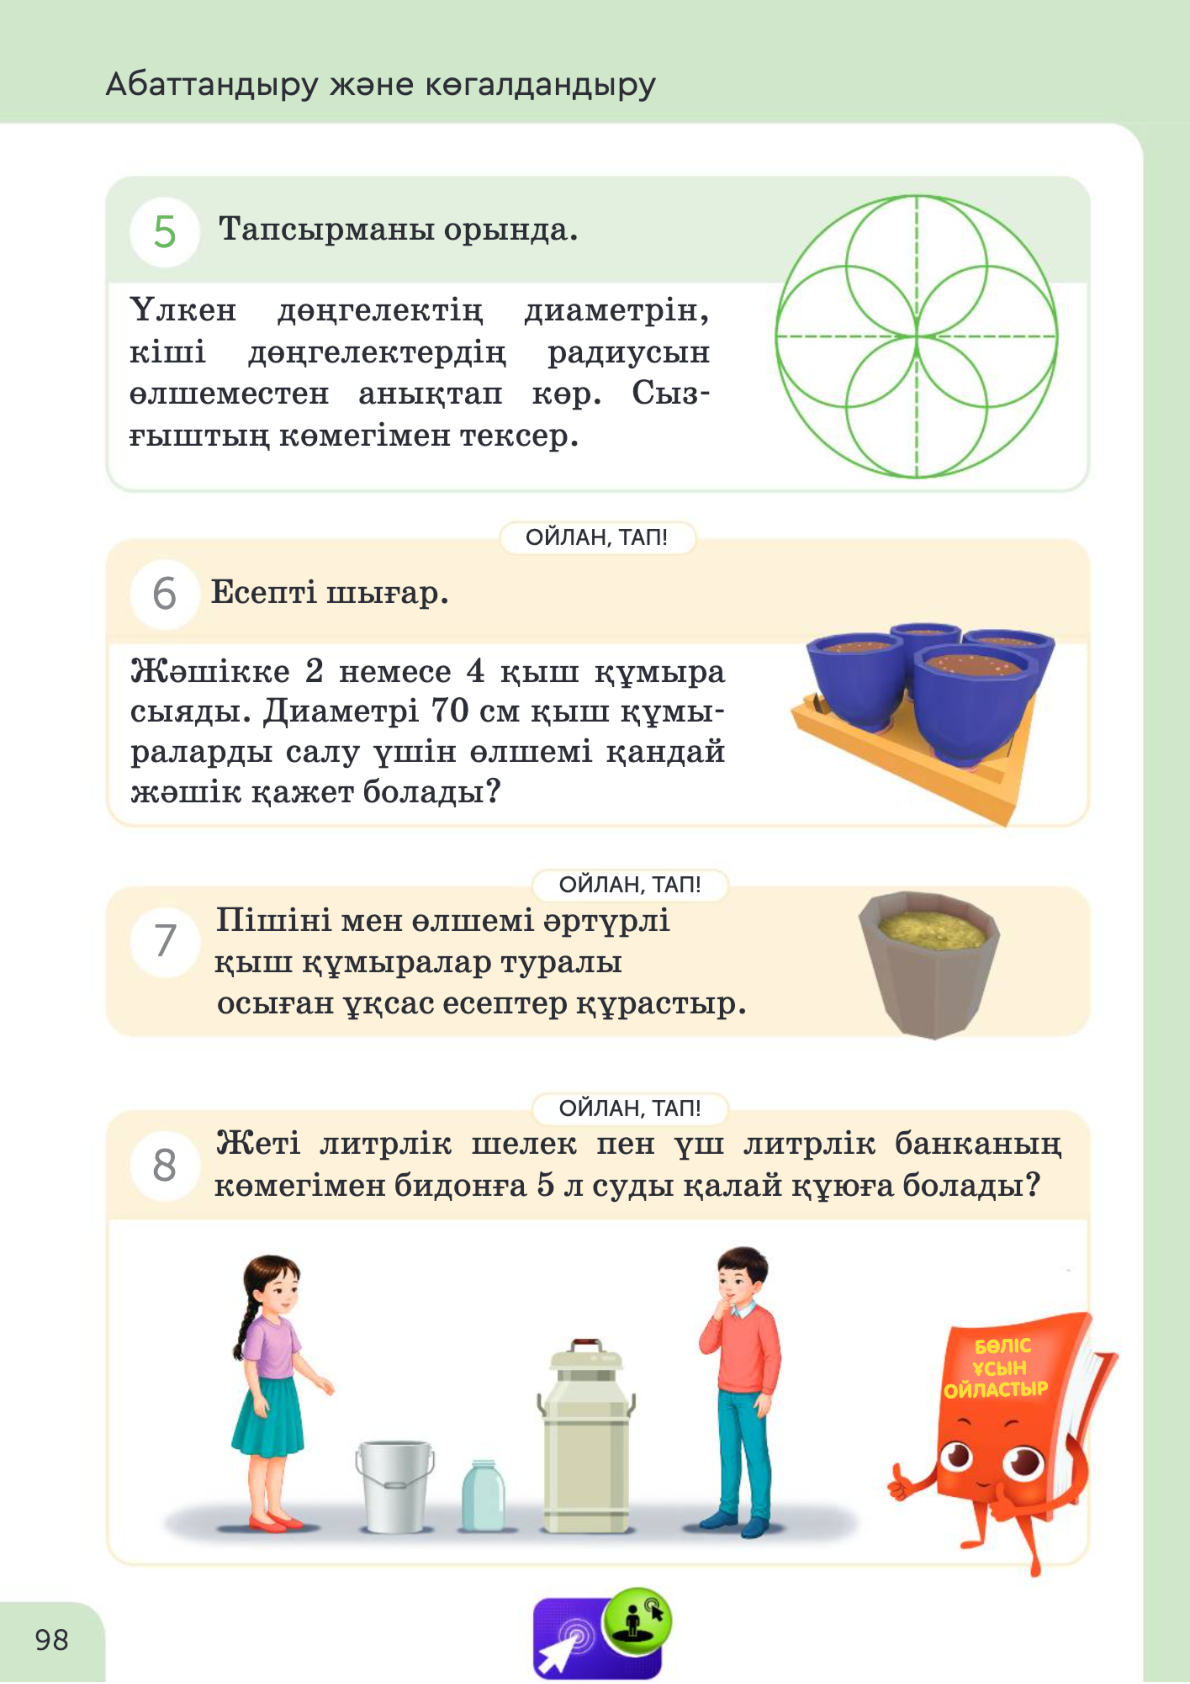 Абаттандыру және көгалдандыру
5 Тапсырманы орында.
Үлкен дөңгелектің диаметрін,
кіші дөңгелектердің радиусын
өлшеместен анықтап көр. Сыз-
ғыштың көмегімен тексер.
ОЙЛАН, ТАП!
6 Есепті шығар.
Жәшікке 2 немесе 4 қыш құмыра
сыяды. Диаметрі 70 см қыш құмы-
раларды салу үшін өлшемі қандай
жәшік қажет болады?
ОЙЛАН, ТАП!
7 Пішіні мен өлшемі әртүрлі
қыш құмыралар туралы
осыған ұқсас есептер құрастыр.
ОЙЛАН, ТАП!
8 Жеті литрлік шелек пен үш литрлік банканың
көмегімен бидонға 5 л суды қалай құюға болады?
БӨЛІС
ҰСЫН
ОЙЛАСТЫР
98